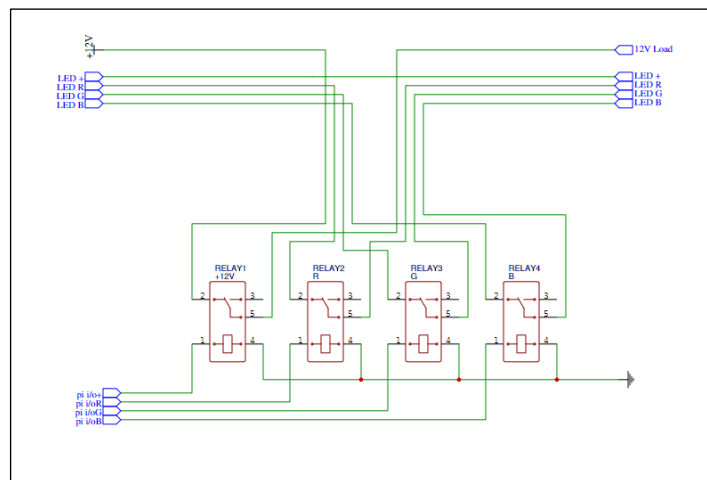 +12V
12V Load
LED +
LED R
LED G
LED B
LED +
LED R
LED G
LED B
RELAY1
+12V
RELAY2
R
RELAY3
G
RELAY4
B
2 3
5
1 4
2 3
5
1 4
2 3
5
1 4
2 3
5
1 4
pi i/o+
pi i/oR
pi i/oG
pi i/oB